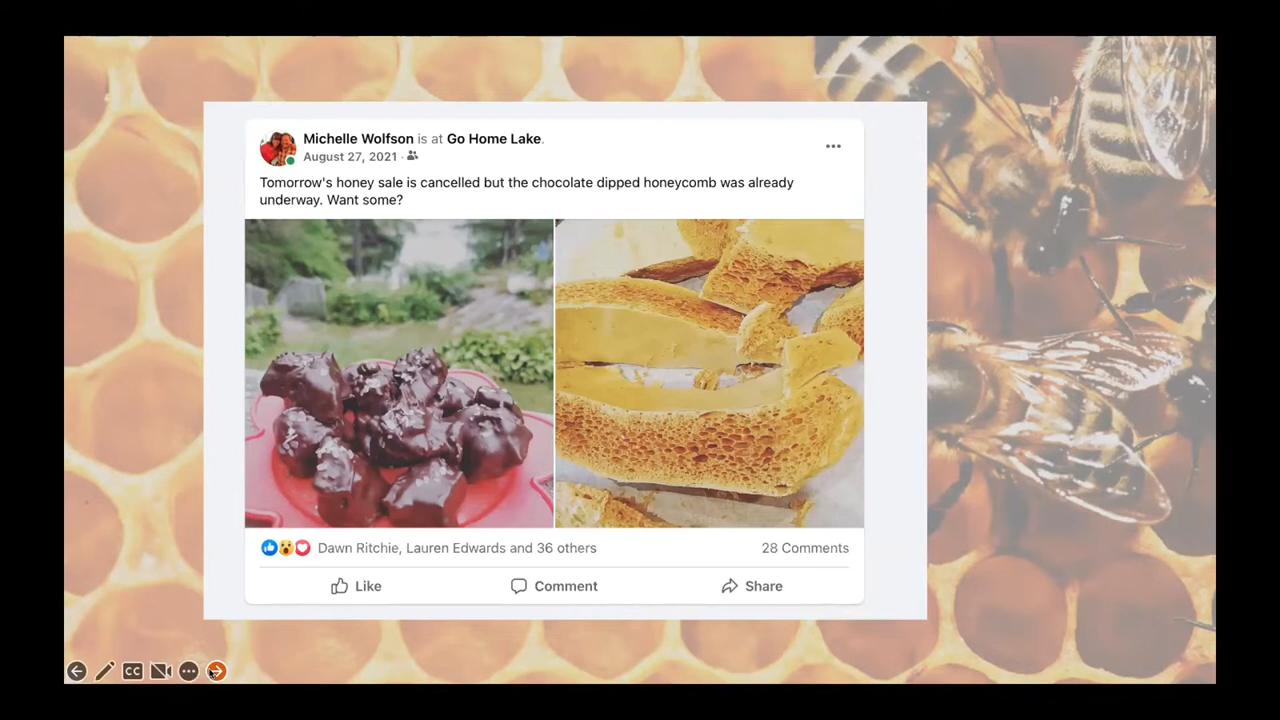 Michelle Wolfson is at Go Home Lake.
August 27, 2021 ·
Tomorrow's honey sale is cancelled but the chocolate dipped honeycomb was already
underway. Want some?
Dawn Ritchie, Lauren Edwards and 36 others
28 Comments
Like
Comment
Share
CC